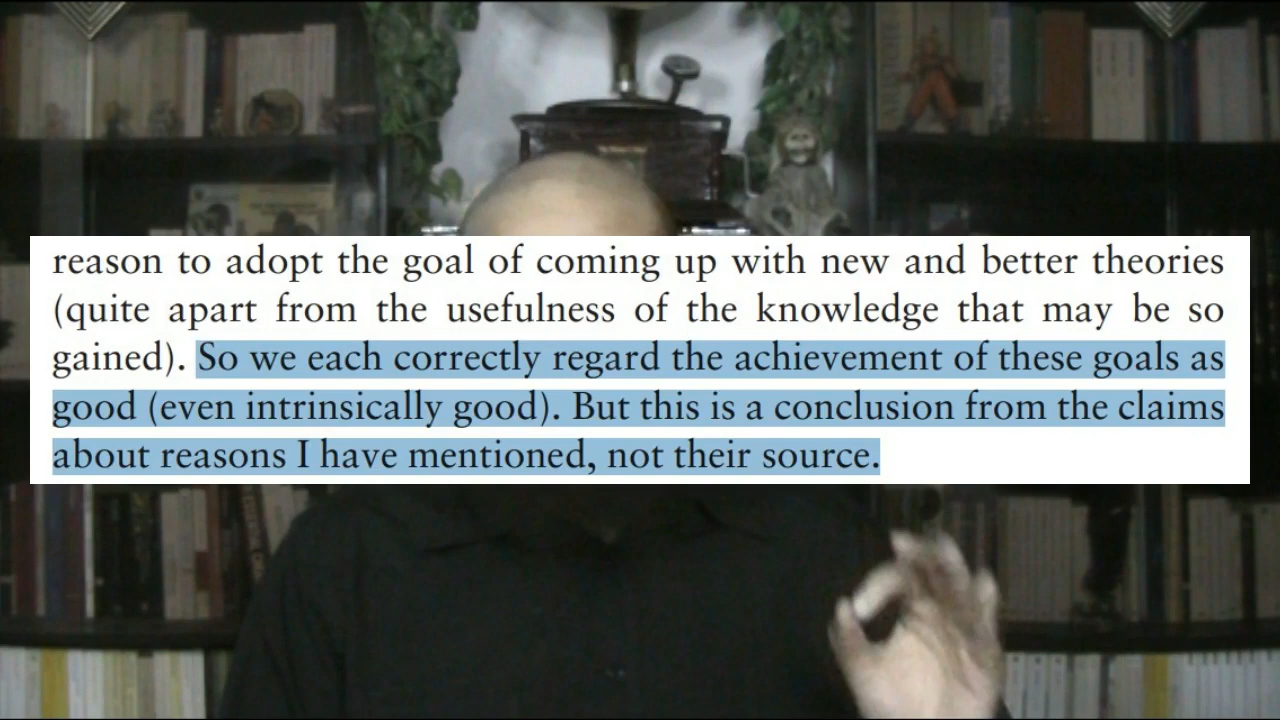 reason to adopt the goal of coming up with new and better theories
(quite apart from the usefulness of the knowledge that may be so
gained). So we each correctly regard the achievement of these goals as
good (even intrinsically good). But this is a conclusion from the claims
about reasons I have mentioned, not their source.